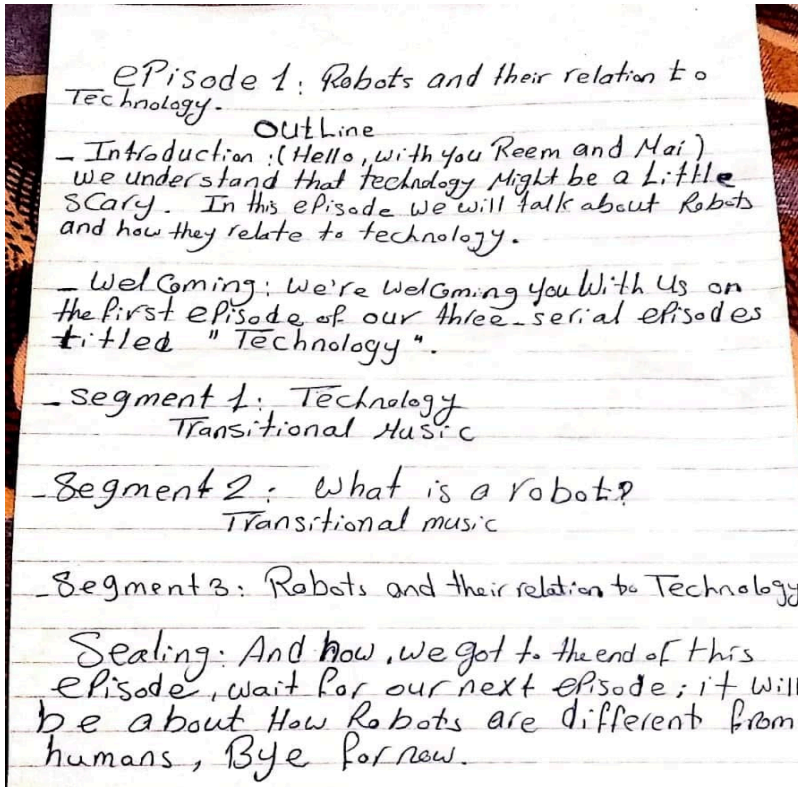 ePisode 1: Robots and their relation to
Technology.
OutLine
- Introduction: (Hello, with you Reem and Mai)
we understand that technology Might be a Little
scary. In this ePisode we will talk about Robots
and how they relate to technology.
- Welcoming: we're welcoming you With Us on
the first ePisode of our three-serial ePisodes
titled "Technology".
- segment 1: Technology
Transitional Music
- Segment 2: What is a robot?
Transitional music
- Segment 3: Robots and their relation to Technology
Sealing: And how, we got to the end of this
ePisode, wait for our next ePisode; it will
be about How Robots are different from
humans, Bye for now.